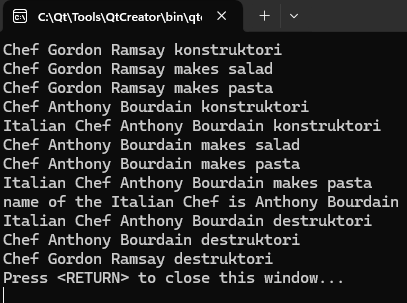 C:\Qt\Tools\QtCreator\bin\qt
Chef Gordon Ramsay konstruktori
Chef Gordon Ramsay makes salad
Chef Gordon Ramsay makes pasta
Chef Anthony Bourdain konstruktori
Italian Chef Anthony Bourdain konstruktori
Chef Anthony Bourdain makes salad
Chef Anthony Bourdain makes pasta
Italian Chef Anthony Bourdain makes pasta
name of the Italian Chef is Anthony Bourdain
Italian Chef Anthony Bourdain destruktori
Chef Anthony Bourdain destruktori
Chef Gordon Ramsay destruktori
Press <RETURN> to close this window...